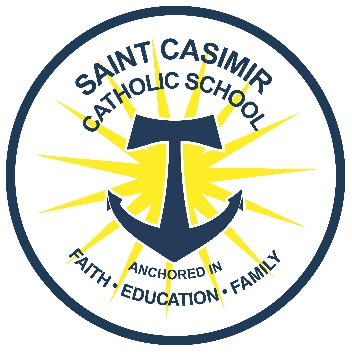 SAINT CASIMIR
CATHOLIC SCHOOL
ANCHORED IN
FAITH • EDUCATION • FAMILY